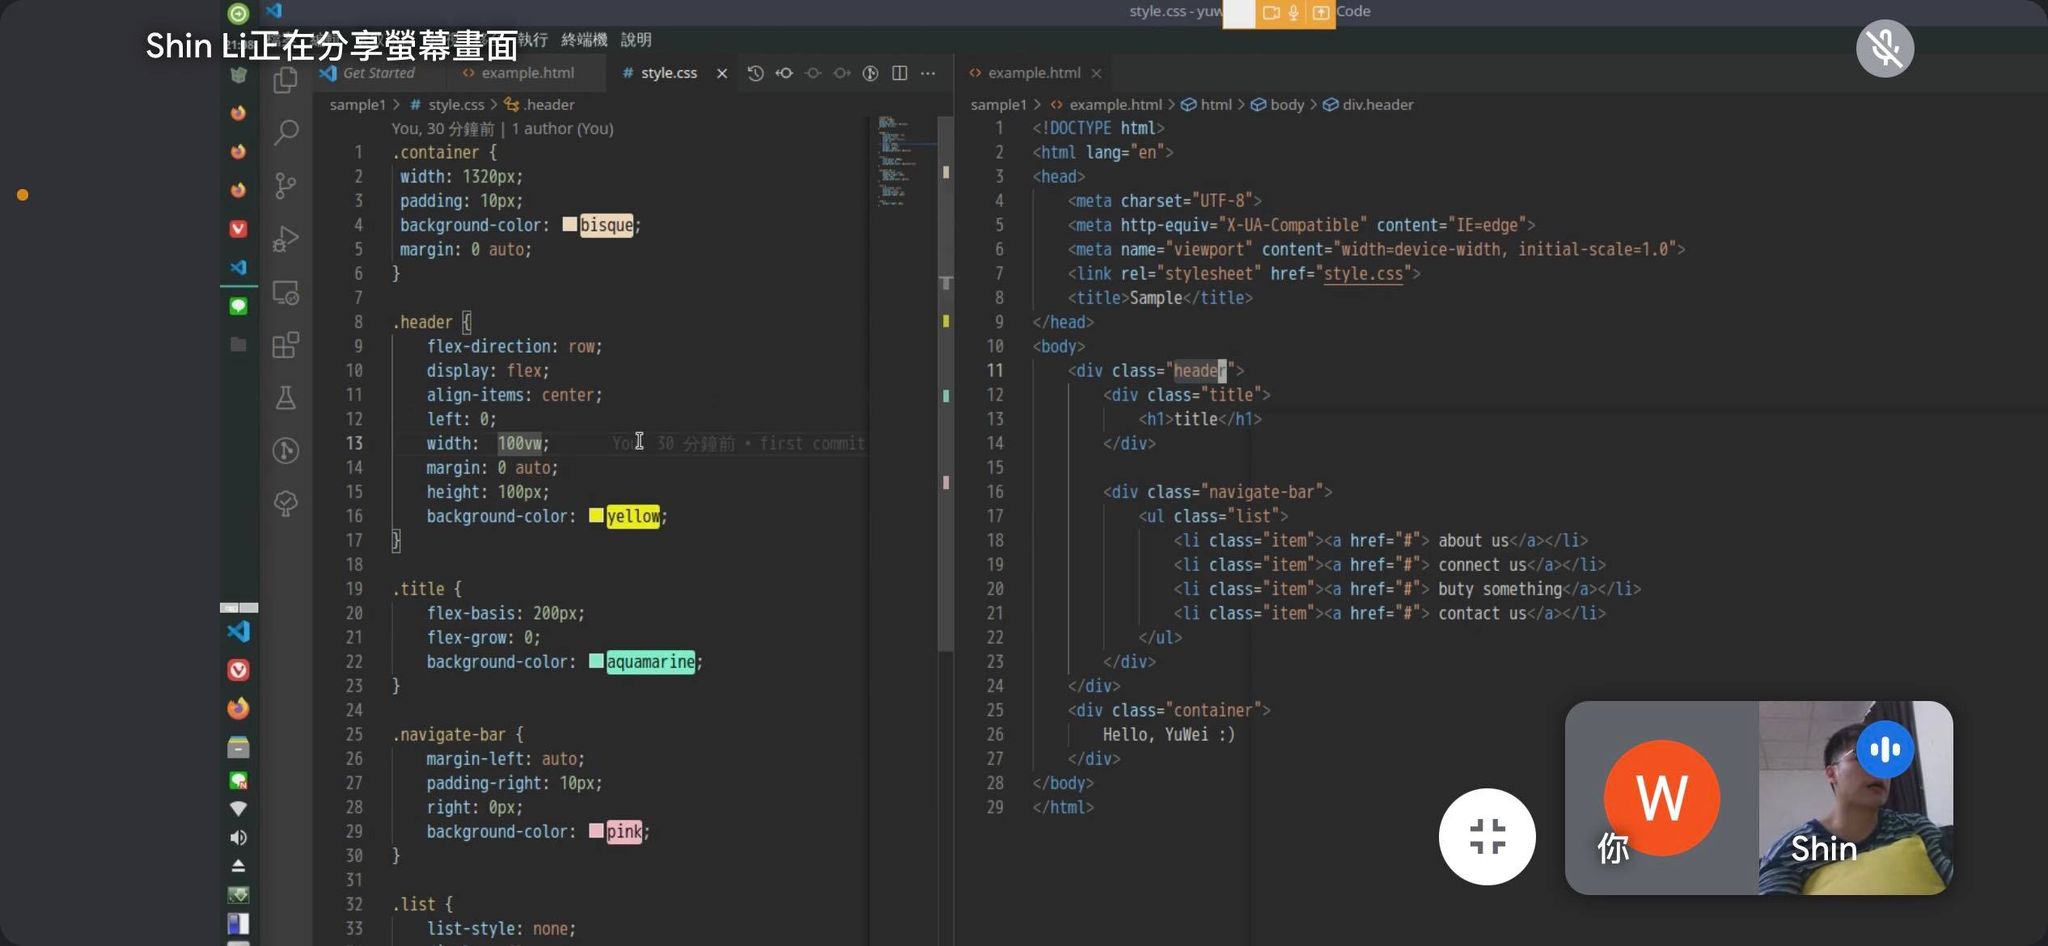 style.css - yuw
Code
Shin Li正在分享螢幕畫面
執行 終端機 說明
Get Started
example.html
# style.css
example.html
sample1 > # style.css > .header
You, 30 分鐘前 | 1 author (You)
1 .container {
2 width: 1320px;
3 padding: 10px;
4 background-color: bisque;
5 margin: 0 auto;
6 }
7
8 .header {
9 flex-direction: row;
10 display: flex;
11 align-items: center;
12 left: 0;
13 width: 100vw; You 30 分鐘前 • first commit
14 margin: 0 auto;
15 height: 100px;
16 background-color: yellow;
17 }
18
19 .title {
20 flex-basis: 200px;
21 flex-grow: 0;
22 background-color: aquamarine;
23 }
24
25 .navigate-bar {
26 margin-left: auto;
27 padding-right: 10px;
28 right: 0px;
29 background-color: pink;
30 }
31
32 .list {
33 list-style: none;
sample1 > example.html > html > body > div.header
1 <!DOCTYPE html>
2 <html lang="en">
3 <head>
4 <meta charset="UTF-8">
5 <meta http-equiv="X-UA-Compatible" content="IE=edge">
6 <meta name="viewport" content="width=device-width, initial-scale=1.0">
7 <link rel="stylesheet" href="style.css">
8 <title>Sample</title>
9 </head>
10 <body>
11 <div class="header">
12 <div class="title">
13 <h1>title</h1>
14 </div>
15
16 <div class="navigate-bar">
17 <ul class="list">
18 <li class="item"><a href="#"> about us</a></li>
19 <li class="item"><a href="#"> connect us</a></li>
20 <li class="item"><a href="#"> buty something</a></li>
21 <li class="item"><a href="#"> contact us</a></li>
22 </ul>
23 </div>
24 </div>
25 <div class="container">
26 Hello, YuWei :)
27 </div>
28 </body>
29 </html>
W
你
Shin